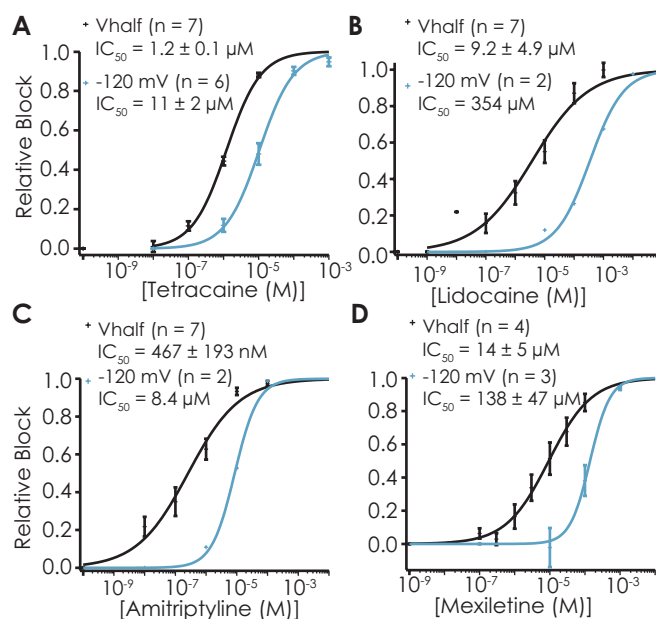 A
Vhalf (n = 7)
IC50 = 1.2 ± 0.1 µM
-120 mV (n = 6)
IC50 = 11 ± 2 µM
Relative Block
1.0
0.8
0.6
0.4
0.2
0.0
10^-9 10^-7 10^-5 10^-3
[Tetracaine (M)]
B
Vhalf (n = 7)
IC50 = 9.2 ± 4.9 µM
-120 mV (n = 2)
IC50 = 354 µM
1.0
0.8
0.6
0.4
0.2
0.0
10^-9 10^-7 10^-5 10^-3
[Lidocaine (M)]
C
Vhalf (n = 7)
IC50 = 467 ± 193 nM
-120 mV (n = 2)
IC50 = 8.4 µM
Relative Block
1.0
0.8
0.6
0.4
0.2
0.0
10^-9 10^-7 10^-5 10^-3
[Amitriptyline (M)]
D
Vhalf (n = 4)
IC50 = 14 ± 5 µM
-120 mV (n = 3)
IC50 = 138 ± 47 µM
1.0
0.8
0.6
0.4
0.2
0.0
10^-9 10^-7 10^-5 10^-3
[Mexiletine (M)]